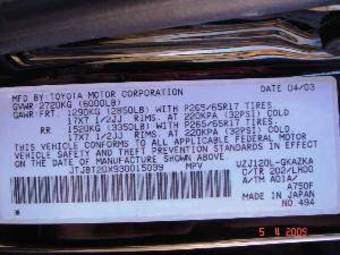 MFD BY:TOYOTA MOTOR CORPORATION DATE 04/03
GVWR 2720KG (6000LB)
GAWR: FRT:1290KG (2850LB) WITH P265/65R17 TIRES.
17X7 1/2JJ RIMS. AT 220KPA (32PSI) COLD
RR 1520KG (3350LB) WITH P265/65R17 TIRES.
17X7 1/2JJ RIMS. AT 220KPA (32PSI) COLD
THIS VEHICLE CONFORMS TO ALL APPLICABLE FEDERAL MOTOR
VEHICLE SAFETY AND THEFT PREVENTION STANDARDS IN EFFECT
ON THE DATE OF MANUFACTURE SHOWN ABOVE.
JTJBT20X930015039 MPV UZJ120L-GKAZKA
C/TR 202/LH00
A/TM A01A/
A750F
MADE IN JAPAN
NO 494
5 8 2009